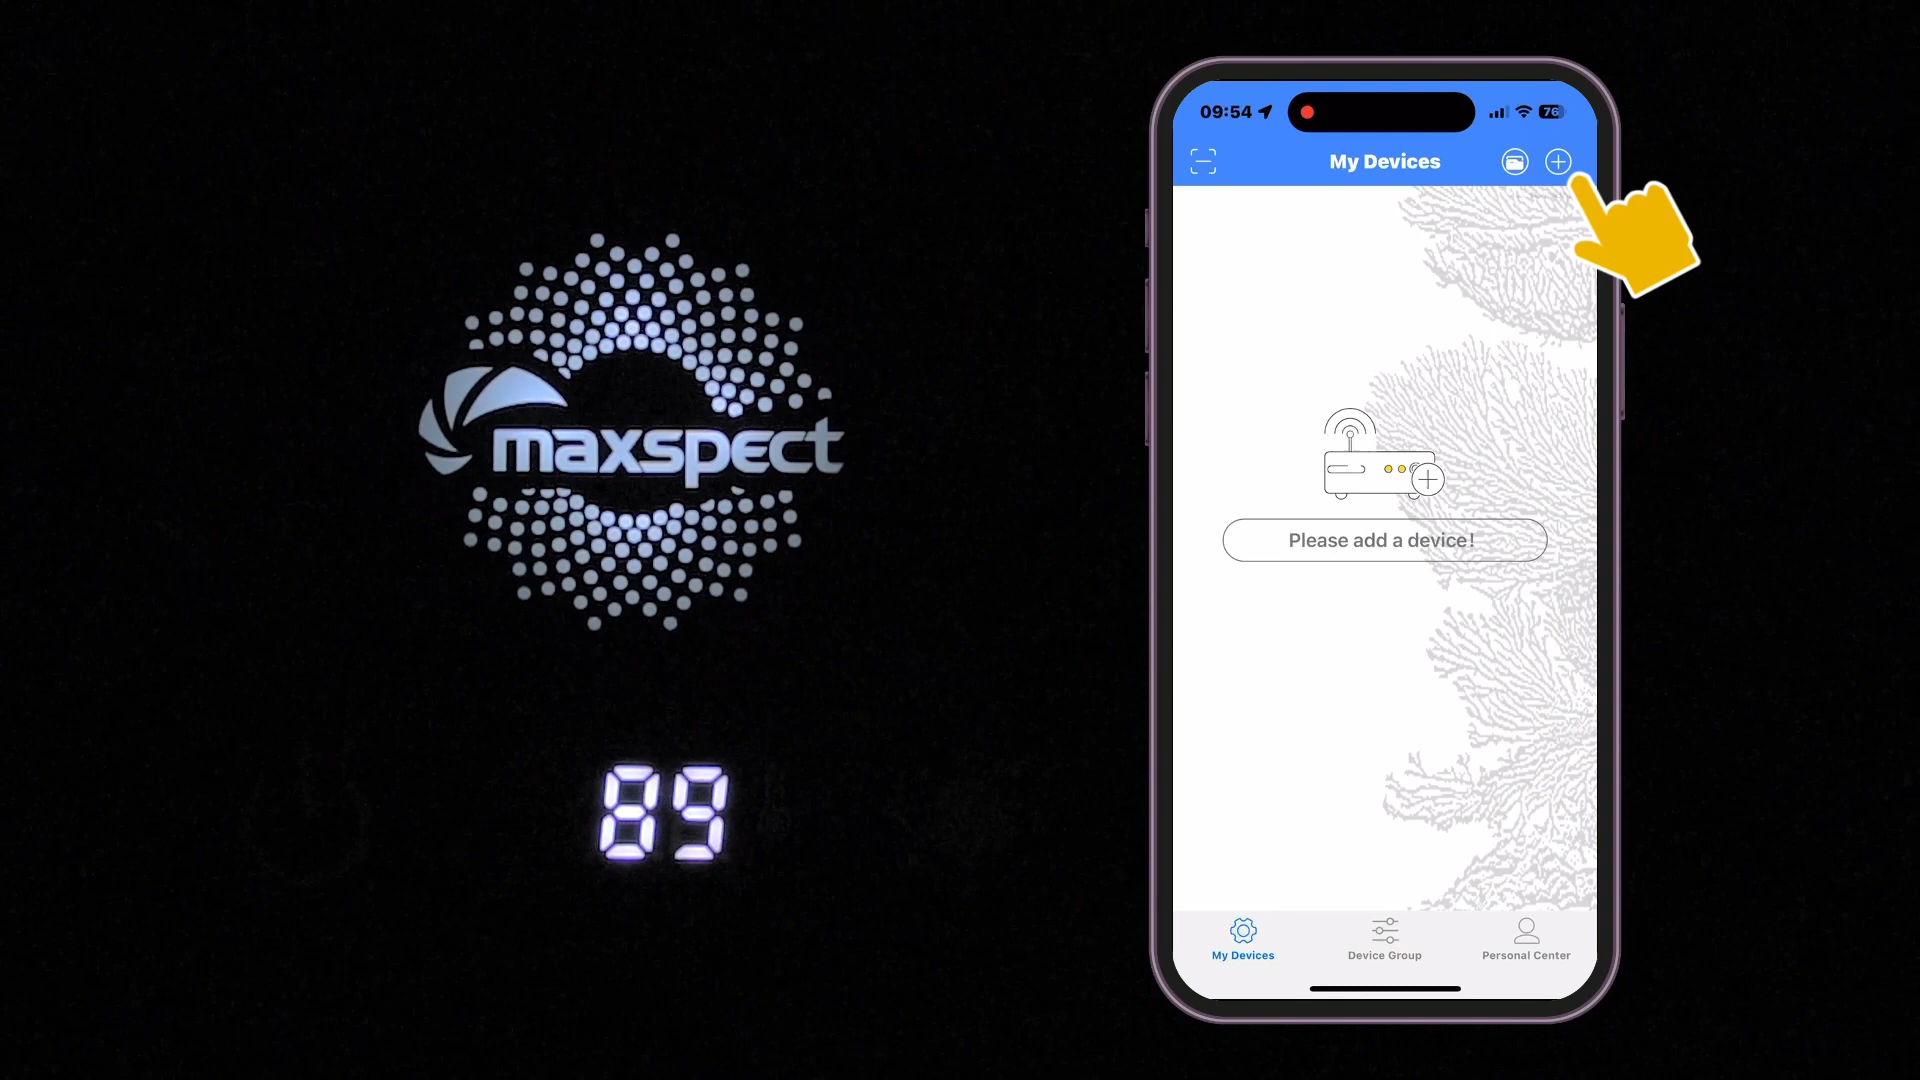 maxspect
89
09:54
76
My Devices
Please add a device!
My Devices
Device Group
Personal Center